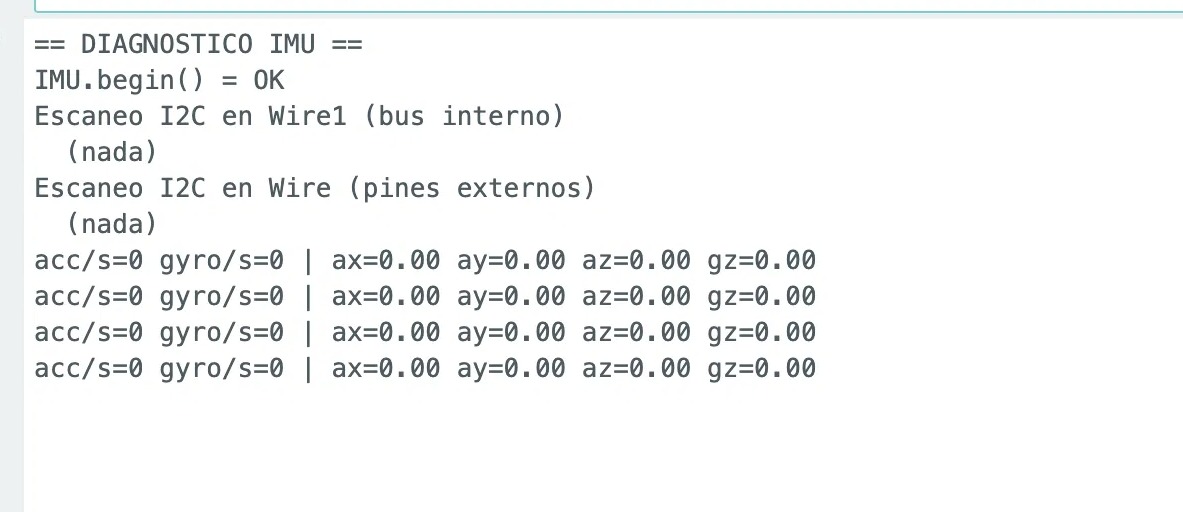 == DIAGNOSTICO IMU ==
IMU.begin() = OK
Escaneo I2C en Wire1 (bus interno)
  (nada)
Escaneo I2C en Wire (pines externos)
  (nada)
acc/s=0 gyro/s=0 | ax=0.00 ay=0.00 az=0.00 gz=0.00
acc/s=0 gyro/s=0 | ax=0.00 ay=0.00 az=0.00 gz=0.00
acc/s=0 gyro/s=0 | ax=0.00 ay=0.00 az=0.00 gz=0.00
acc/s=0 gyro/s=0 | ax=0.00 ay=0.00 az=0.00 gz=0.00